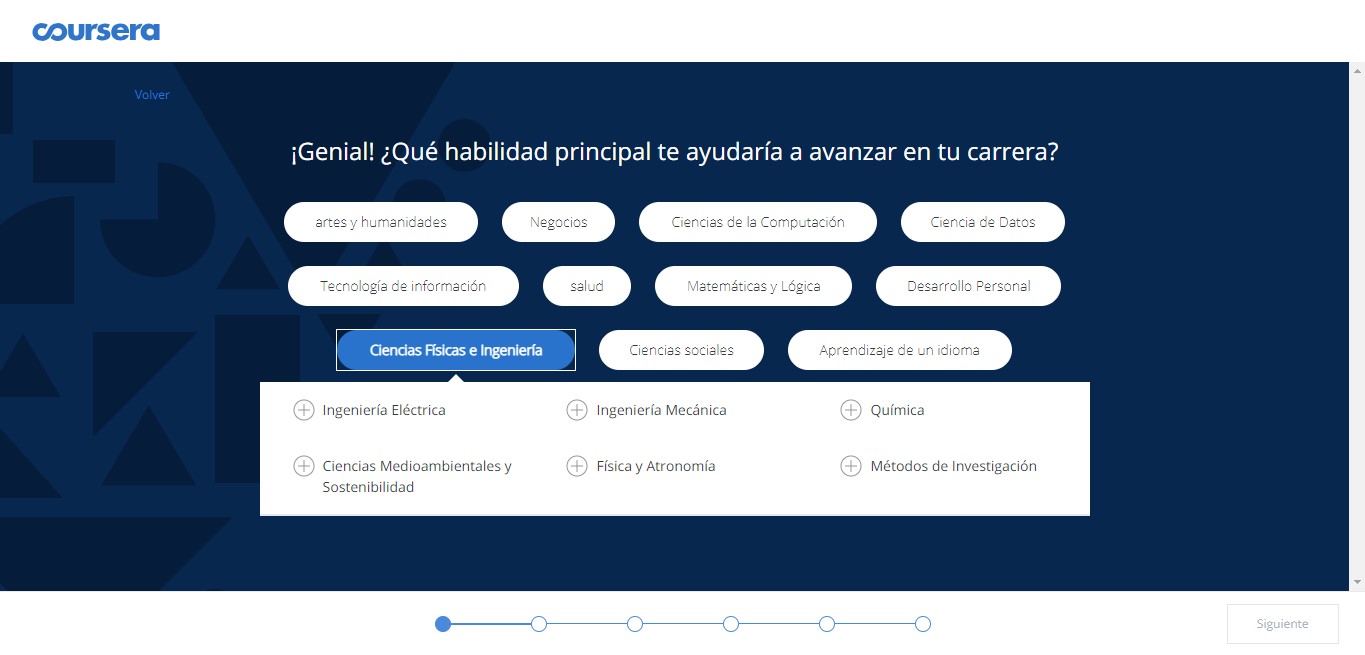 coursera
Volver
¡Genial! ¿Qué habilidad principal te ayudaría a avanzar en tu carrera?
artes y humanidades
Negocios
Ciencias de la Computación
Ciencia de Datos
Tecnología de información
salud
Matemáticas y Lógica
Desarrollo Personal
Ciencias Físicas e Ingeniería
Ciencias sociales
Aprendizaje de un idioma
Ingeniería Eléctrica
Ingeniería Mecánica
Química
Ciencias Medioambientales y
Sostenibilidad
Física y Atronomía
Métodos de Investigación
Siguiente